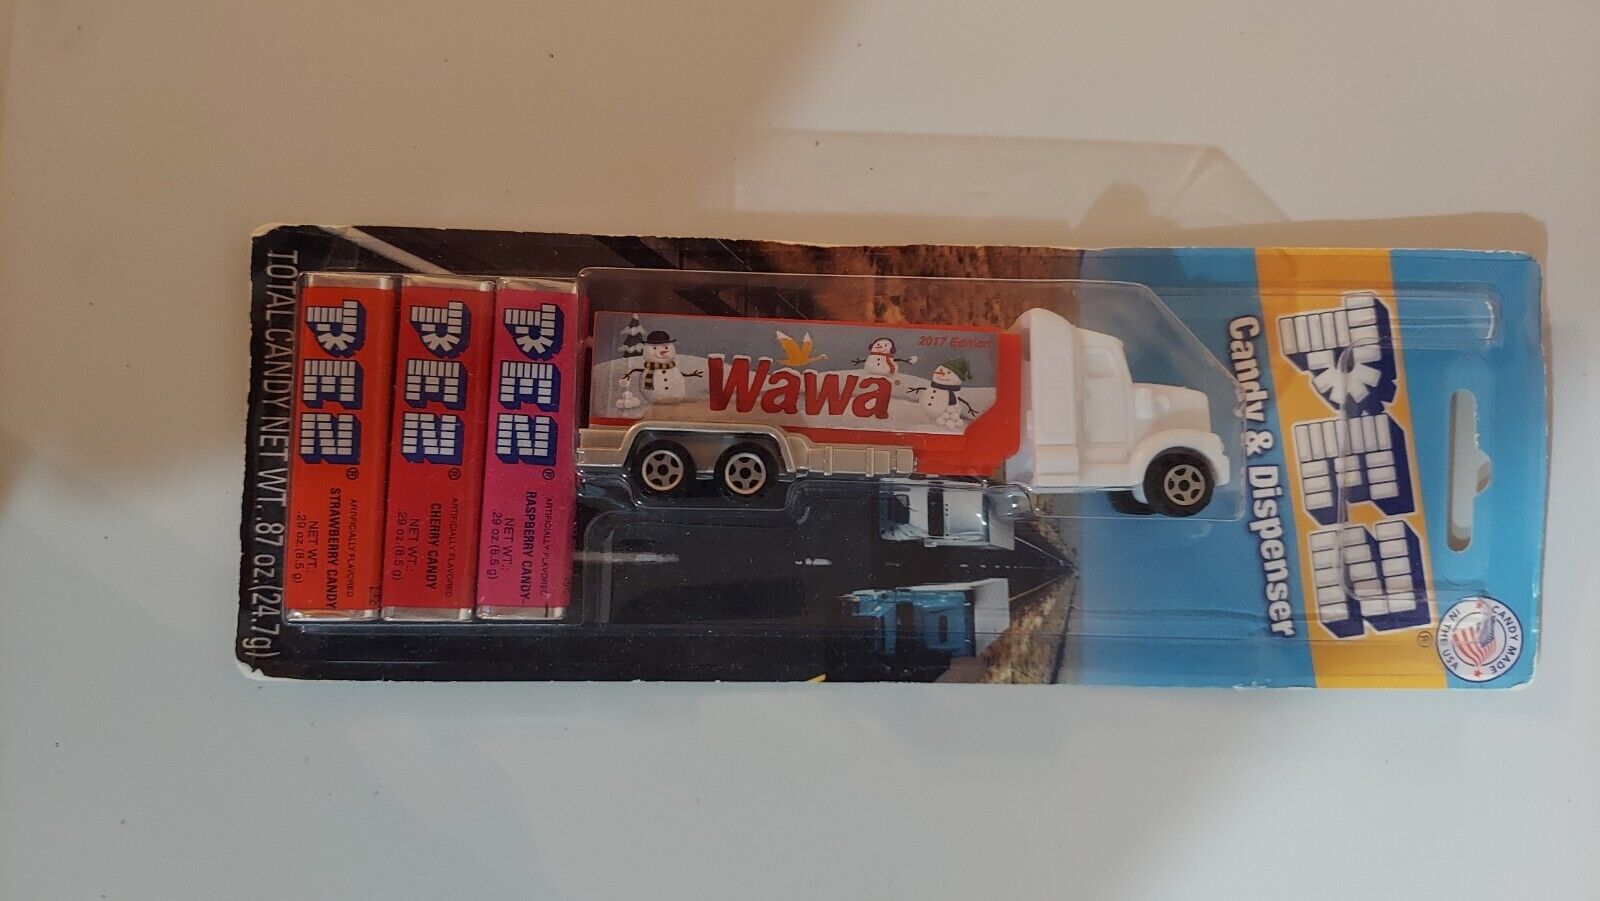 PEZ®
Candy & Dispenser
CANDY MADE
IN THE USA
2017 Edition
Wawa®
PEZ®
ARTIFICIALLY FLAVORED
RASPBERRY CANDY
NET WT.:
.29 oz.(8.5 g)
PEZ®
ARTIFICIALLY FLAVORED
CHERRY CANDY
NET WT.:
.29 oz.(8.5 g)
PEZ®
ARTIFICIALLY FLAVORED
STRAWBERRY CANDY
NET WT.:
.29 oz.(8.5 g)
TOTAL CANDY NET WT. .87 oz.(24.7g)